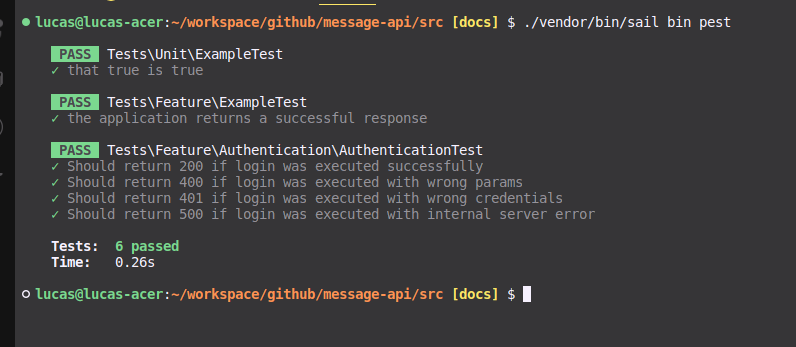 lucas@lucas-acer:~/workspace/github/message-api/src [docs] $ ./vendor/bin/sail bin pest
PASS Tests\Unit\ExampleTest
✓ that true is true
PASS Tests\Feature\ExampleTest
✓ the application returns a successful response
PASS Tests\Feature\Authentication\AuthenticationTest
✓ Should return 200 if login was executed successfully
✓ Should return 400 if login was executed with wrong params
✓ Should return 401 if login was executed with wrong credentials
✓ Should return 500 if login was executed with internal server error
Tests: 6 passed
Time: 0.26s
lucas@lucas-acer:~/workspace/github/message-api/src [docs] $